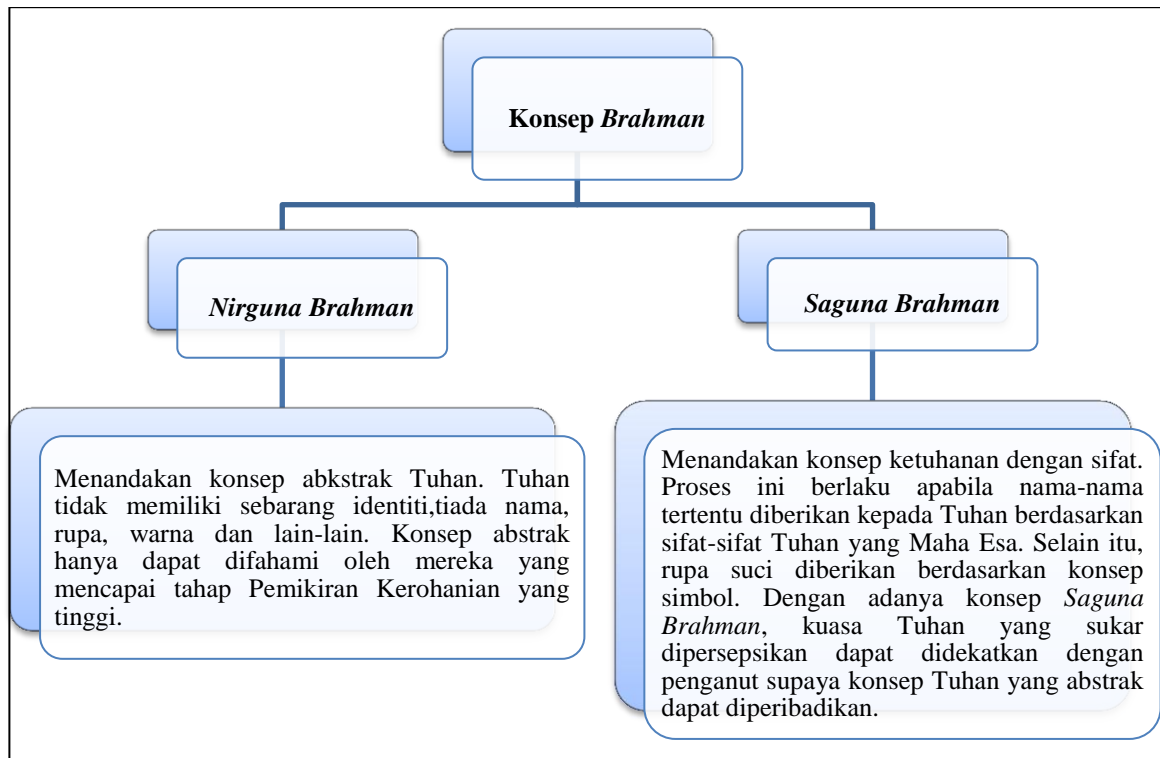 Konsep Brahman
Nirguna Brahman
Saguna Brahman
Menandakan konsep abkstrak Tuhan. Tuhan
tidak memiliki sebarang identiti,tiada nama,
rupa, warna dan lain-lain. Konsep abstrak
hanya dapat difahami oleh mereka yang
mencapai tahap Pemikiran Kerohanian yang
tinggi.
Menandakan konsep ketuhanan dengan sifat.
Proses ini berlaku apabila nama-nama
tertentu diberikan kepada Tuhan berdasarkan
sifat-sifat Tuhan yang Maha Esa. Selain itu,
rupa suci diberikan berdasarkan konsep
simbol. Dengan adanya konsep Saguna
Brahman, kuasa Tuhan yang sukar
dipersepsikan dapat didekatkan dengan
penganut supaya konsep Tuhan yang abstrak
dapat diperibadikan.